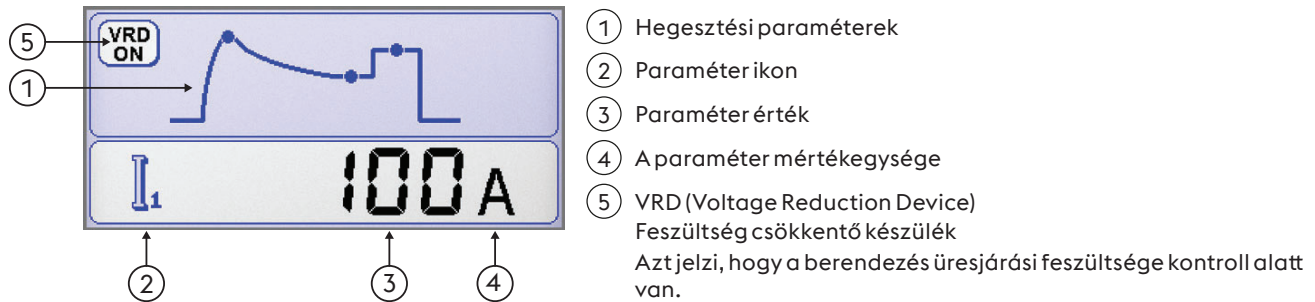 5
VRD
ON
1
I1
100 A
2
3
4
1 Hegesztési paraméterek
2 Paraméter ikon
3 Paraméter érték
4 A paraméter mértékegysége
5 VRD (Voltage Reduction Device)
Feszültség csökkentő készülék
Azt jelzi, hogy a berendezés üresjárási feszültsége kontroll alatt
van.